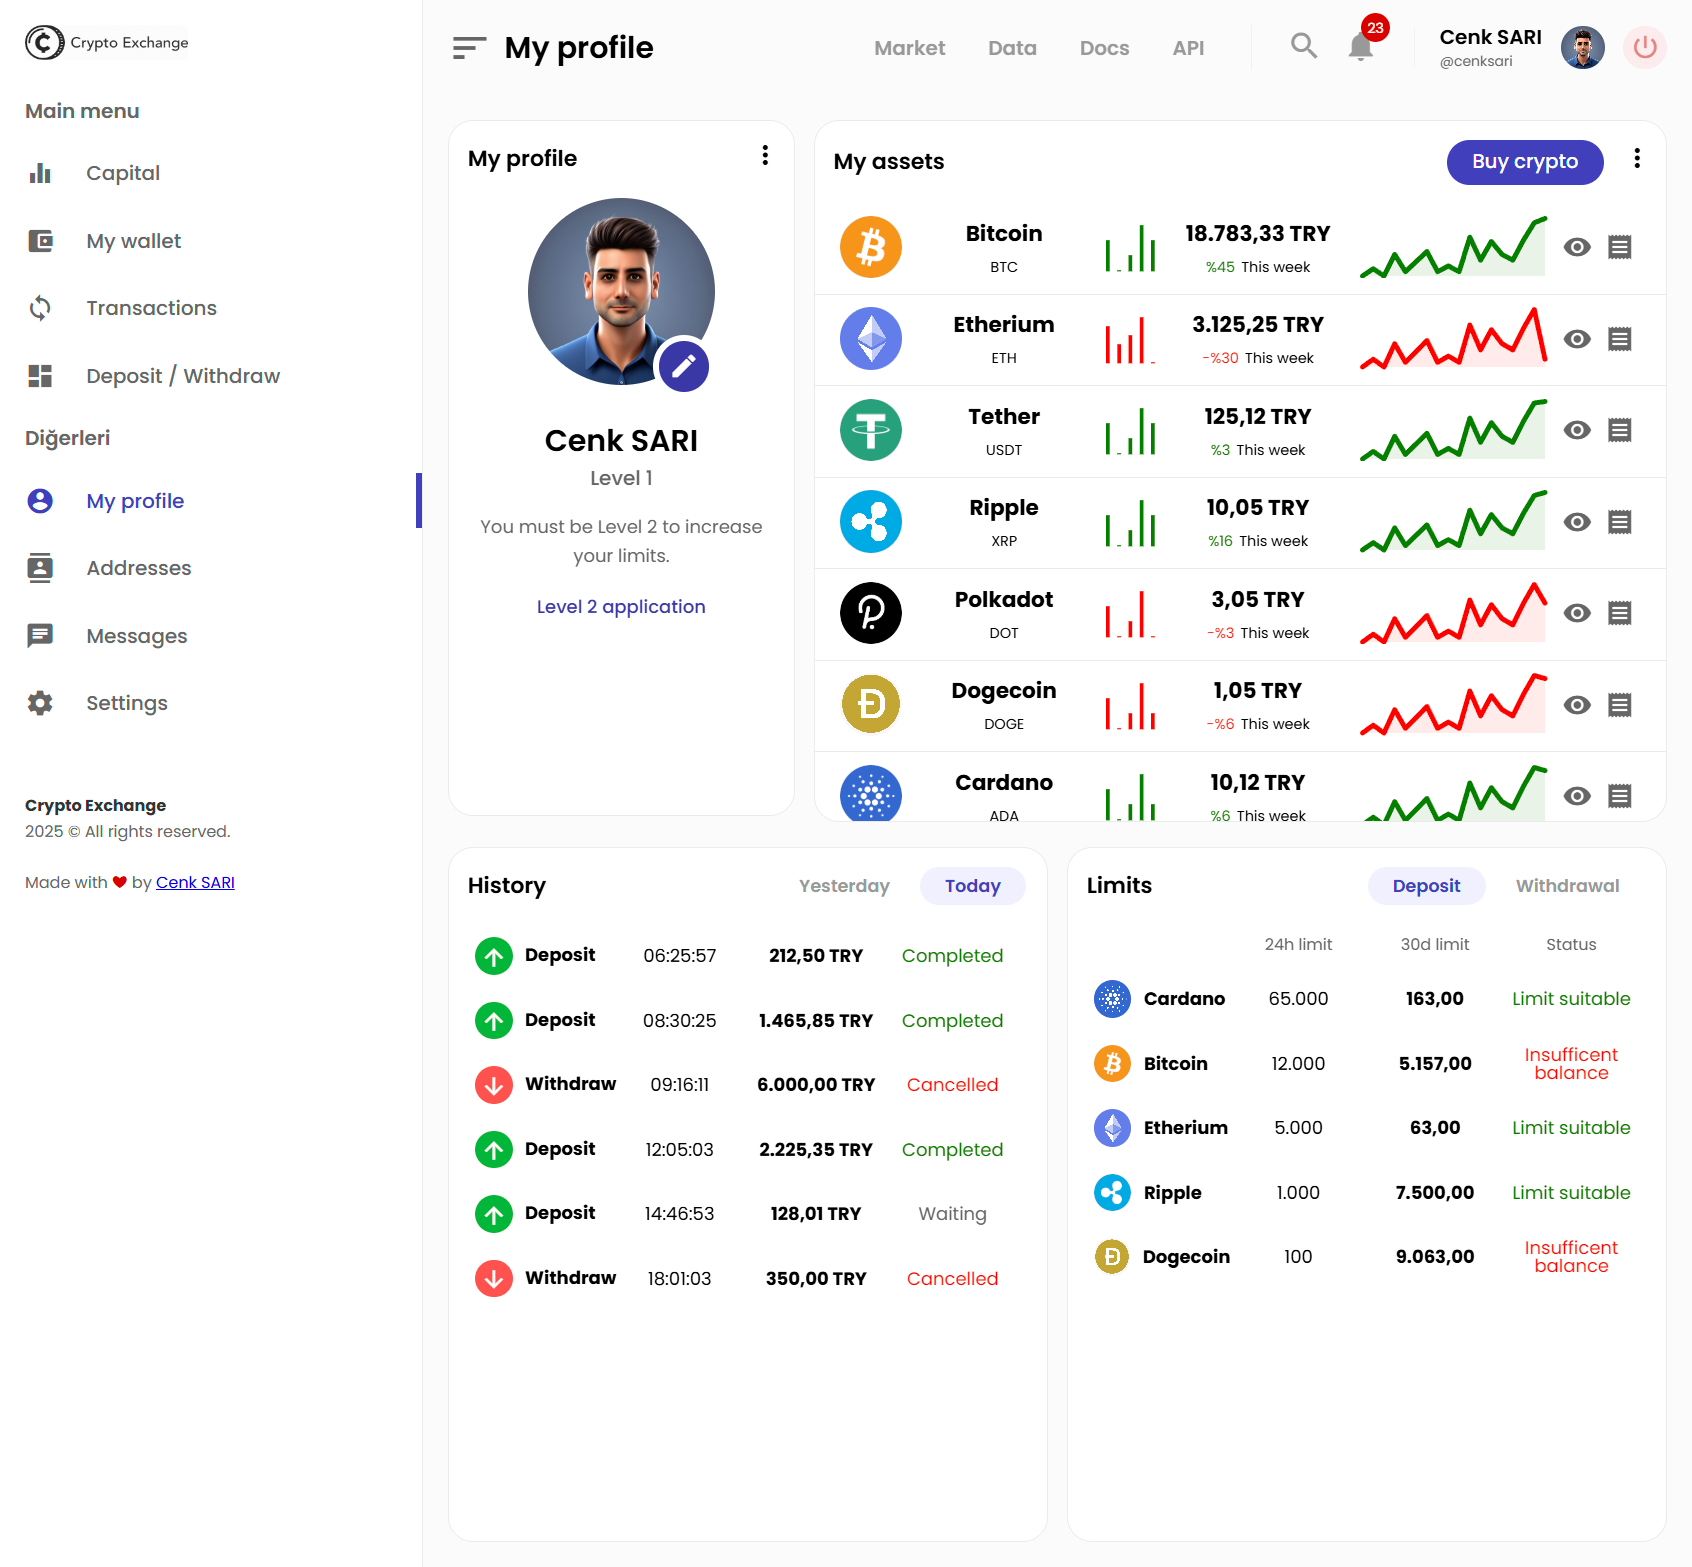 Crypto Exchange
Main menu
Capital
My wallet
Transactions
Deposit / Withdraw
Diğerleri
My profile
Addresses
Messages
Settings
Crypto Exchange
2025 © All rights reserved.
Made with ❤ by Cenk SARI
My profile
Market
Data
Docs
API
23
Cenk SARI
@cenksari
My profile
Cenk SARI
Level 1
You must be Level 2 to increase
your limits.
Level 2 application
My assets
Buy crypto
Bitcoin
BTC
18.783,33 TRY
%45 This week
Etherium
ETH
3.125,25 TRY
-%30 This week
Tether
USDT
125,12 TRY
%3 This week
Ripple
XRP
10,05 TRY
%16 This week
Polkadot
DOT
3,05 TRY
-%3 This week
Dogecoin
DOGE
1,05 TRY
-%6 This week
Cardano
ADA
10,12 TRY
%6 This week
History
Yesterday
Today
Deposit 06:25:57 212,50 TRY Completed
Deposit 08:30:25 1.465,85 TRY Completed
Withdraw 09:16:11 6.000,00 TRY Cancelled
Deposit 12:05:03 2.225,35 TRY Completed
Deposit 14:46:53 128,01 TRY Waiting
Withdraw 18:01:03 350,00 TRY Cancelled
Limits
Deposit
Withdrawal
24h limit 30d limit Status
Cardano 65.000 163,00 Limit suitable
Bitcoin 12.000 5.157,00 Insufficent
balance
Etherium 5.000 63,00 Limit suitable
Ripple 1.000 7.500,00 Limit suitable
Dogecoin 100 9.063,00 Insufficent
balance